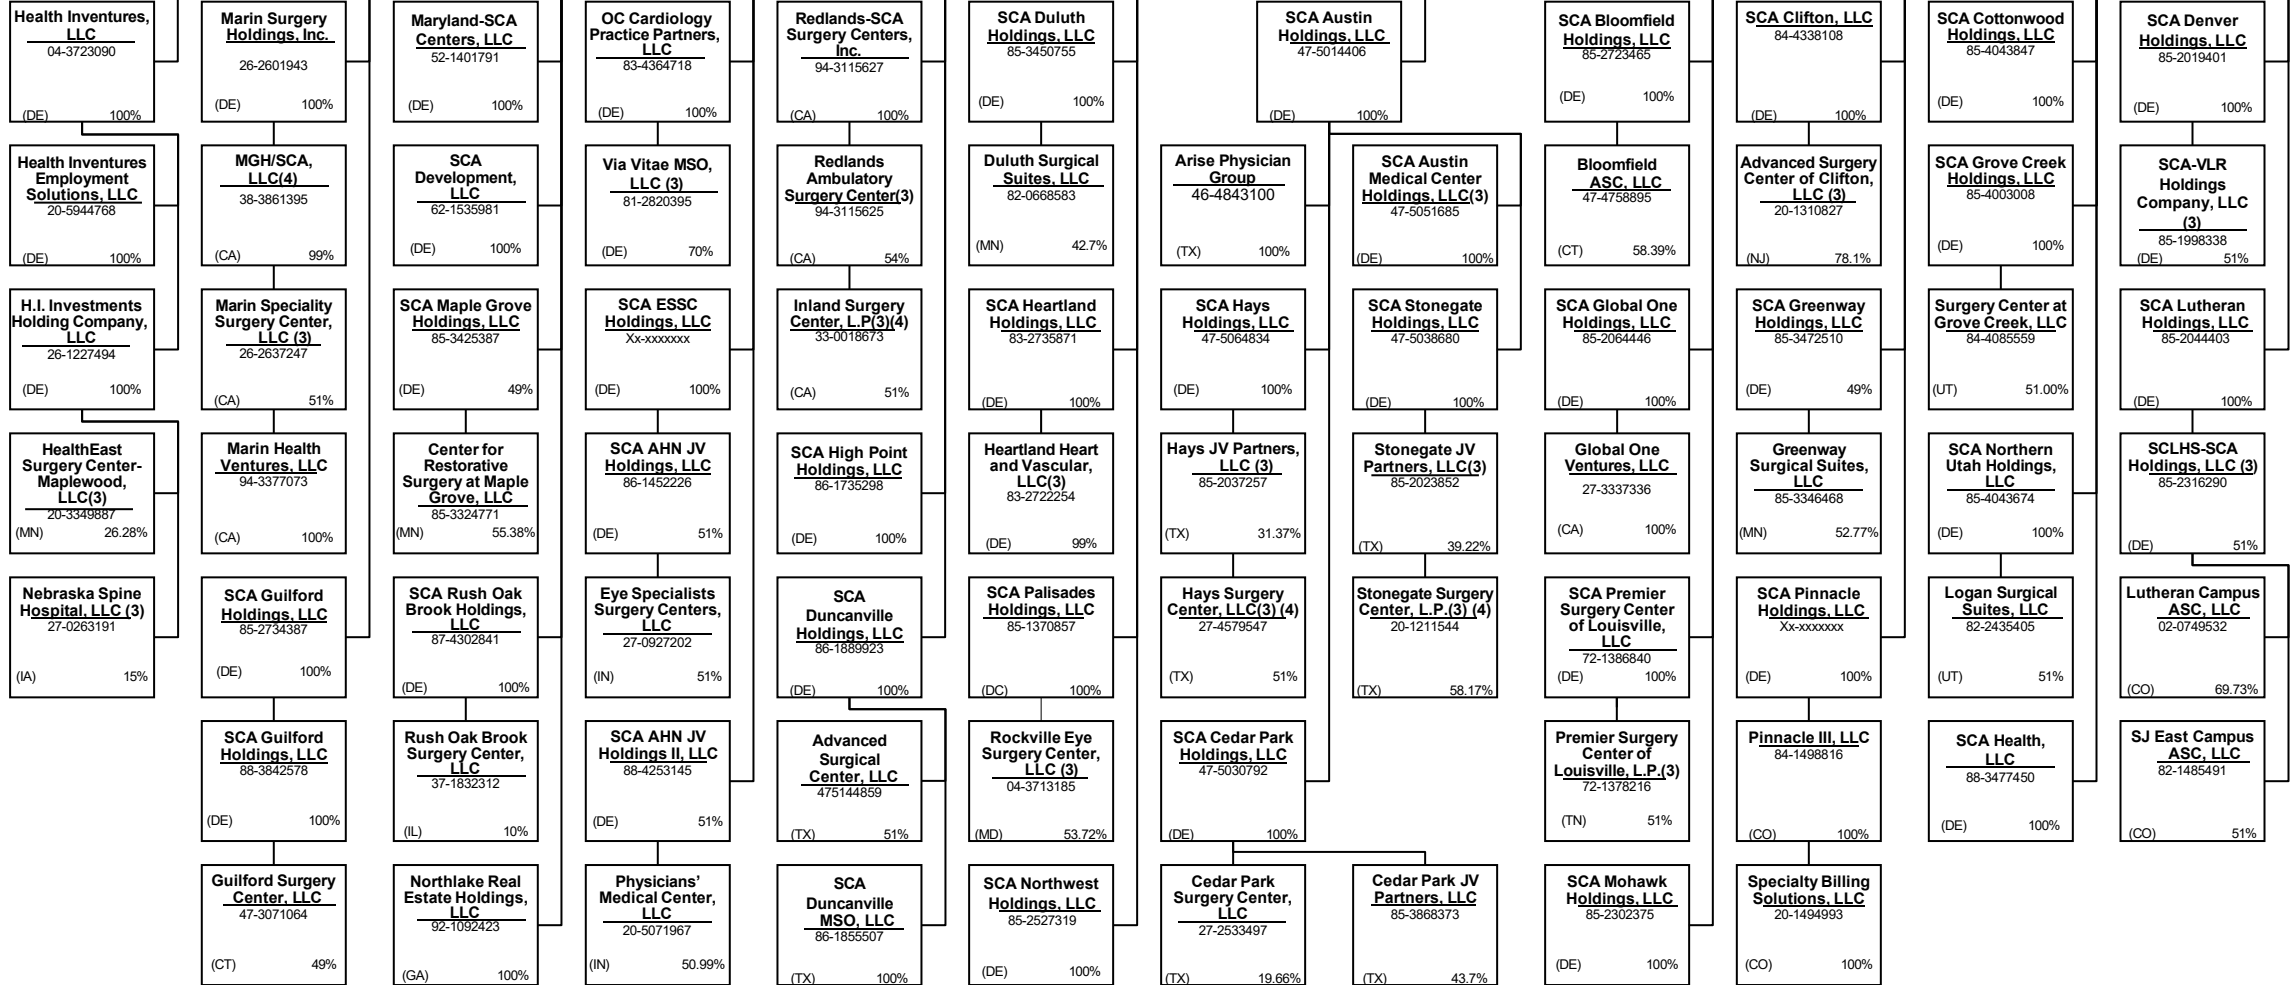 Health Inventures,
LLC
04-3723090
(DE) 100%
Health Inventures
Employment
Solutions, LLC
20-5944768
(DE) 100%
H.I. Investments
Holding Company,
LLC
26-1227494
(DE) 100%
HealthEast
Surgery Center-
Maplewood,
LLC(3)
20-3349887
(MN) 26.28%
Nebraska Spine
Hospital, LLC (3)
27-0263191
(IA) 15%
Marin Surgery
Holdings, Inc.
26-2601943
(DE) 100%
MGH/SCA,
LLC(4)
38-3861395
(CA) 99%
Marin Speciality
Surgery Center,
LLC (3)
26-2637247
(CA) 51%
Marin Health
Ventures, LLC
94-3377073
(CA) 100%
SCA Guilford
Holdings, LLC
85-2734387
(DE) 100%
SCA Guilford
Holdings, LLC
88-3842578
(DE) 100%
Guilford Surgery
Center, LLC
47-3071064
(CT) 49%
Maryland-SCA
Centers, LLC
52-1401791
(DE) 100%
SCA
Development,
LLC
62-1535981
(DE) 100%
SCA Maple Grove
Holdings, LLC
85-3425387
(DE) 49%
Center for
Restorative
Surgery at Maple
Grove, LLC
85-3324771
(MN) 55.38%
SCA Rush Oak
Brook Holdings,
LLC
87-4302841
(DE) 100%
Rush Oak Brook
Surgery Center,
LLC
37-1832312
(IL) 10%
Northlake Real
Estate Holdings,
LLC
92-1092423
(GA) 100%
OC Cardiology
Practice Partners,
LLC
83-4364718
(DE) 100%
Via Vitae MSO,
LLC (3)
81-2820395
(DE) 70%
SCA ESSC
Holdings, LLC
Xx-xxxxxxx
(DE) 100%
SCA AHN JV
Holdings, LLC
86-1452226
(DE) 51%
Eye Specialists
Surgery Centers,
LLC
27-0927202
(IN) 51%
SCA AHN JV
Holdings II, LLC
88-4253145
(DE) 51%
Physicians'
Medical Center,
LLC
20-5071967
(IN) 50.99%
Redlands-SCA
Surgery Centers,
Inc.
94-3115627
(CA) 100%
Redlands
Ambulatory
Surgery Center(3)
94-3115625
(CA) 54%
Inland Surgery
Center, L.P(3)(4)
33-0018673
(CA) 51%
SCA High Point
Holdings, LLC
86-1735298
(DE) 100%
SCA
Duncanville
Holdings, LLC
86-1889923
(DE) 100%
Advanced
Surgical
Center, LLC
475144859
(TX) 51%
SCA
Duncanville
MSO, LLC
86-1855507
(TX) 100%
SCA Duluth
Holdings, LLC
85-3450755
(DE) 100%
Duluth Surgical
Suites, LLC
82-0668583
(MN) 42.7%
SCA Heartland
Holdings, LLC
83-2735871
(DE) 100%
Heartland Heart
and Vascular,
LLC(3)
83-2722254
(DE) 99%
SCA Palisades
Holdings, LLC
85-1370857
(DC) 100%
Rockville Eye
Surgery Center,
LLC (3)
04-3713185
(MD) 53.72%
SCA Northwest
Holdings, LLC
85-2527319
(DE) 100%
SCA Austin
Holdings, LLC
47-5014406
(DE) 100%
Arise Physician
Group
46-4843100
(TX) 100%
SCA Hays
Holdings, LLC
47-5064834
(DE) 100%
Hays JV Partners,
LLC (3)
85-2037257
(TX) 31.37%
Hays Surgery
Center, LLC(3) (4)
27-4579547
(TX) 51%
SCA Cedar Park
Holdings, LLC
47-5030792
(DE) 100%
Cedar Park
Surgery Center,
LLC
27-2533497
(TX) 19.66%
SCA Austin
Medical Center
Holdings, LLC(3)
47-5051685
(DE) 100%
SCA Stonegate
Holdings, LLC
47-5038680
(DE) 100%
Stonegate JV
Partners, LLC(3)
85-2023852
(TX) 39.22%
Stonegate Surgery
Center, L.P.(3) (4)
20-1211544
(TX) 58.17%
Cedar Park JV
Partners, LLC
85-3868373
(TX) 43.7%
SCA Bloomfield
Holdings, LLC
85-2723465
(DE) 100%
Bloomfield
ASC, LLC
47-4758895
(CT) 58.39%
SCA Global One
Holdings, LLC
85-2064446
(DE) 100%
Global One
Ventures, LLC
27-3337336
(CA) 100%
SCA Premier
Surgery Center
of Louisville,
LLC
72-1386840
(DE) 100%
Premier Surgery
Center of
Louisville, L.P.(3)
72-1378216
(TN) 51%
SCA Mohawk
Holdings, LLC
85-2302375
(DE) 100%
SCA Clifton, LLC
84-4338108
(DE) 100%
Advanced Surgery
Center of Clifton,
LLC (3)
20-1310827
(NJ) 78.1%
SCA Greenway
Holdings, LLC
85-3472510
(DE) 49%
Greenway
Surgical Suites,
LLC
85-3346468
(MN) 52.77%
SCA Pinnacle
Holdings, LLC
Xx-xxxxxxx
(DE) 100%
Pinnacle III, LLC
84-1498816
(CO) 100%
Specialty Billing
Solutions, LLC
20-1494993
(CO) 100%
SCA Cottonwood
Holdings, LLC
85-4043847
(DE) 100%
SCA Grove Creek
Holdings, LLC
85-4003008
(DE) 100%
Surgery Center at
Grove Creek, LLC
84-4085559
(UT) 51.00%
SCA Northern
Utah Holdings,
LLC
85-4043674
(DE) 100%
Logan Surgical
Suites, LLC
82-2435405
(UT) 51%
SCA Health,
LLC
88-3477450
(DE) 100%
SCA Denver
Holdings, LLC
85-2019401
(DE) 100%
SCA-VLR
Holdings
Company, LLC
(3)
85-1998338
(DE) 51%
SCA Lutheran
Holdings, LLC
85-2044403
(DE) 100%
SCLHS-SCA
Holdings, LLC (3)
85-2316290
(DE) 51%
Lutheran Campus
ASC, LLC
02-0749532
(CO) 69.73%
SJ East Campus
ASC, LLC
82-1485491
(CO) 51%